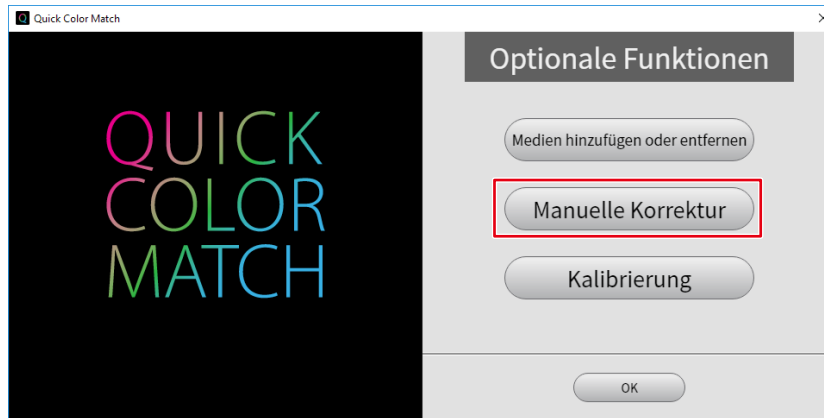 Quick Color Match
QUICK
COLOR
MATCH
Optionale Funktionen
Medien hinzufügen oder entfernen
Manuelle Korrektur
Kalibrierung
OK